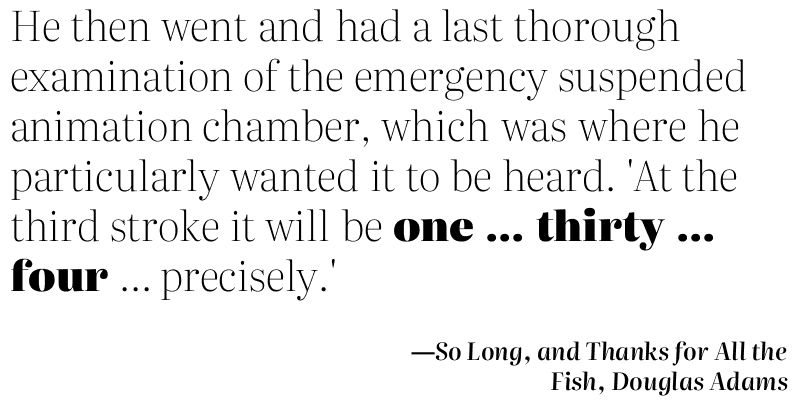 He then went and had a last thorough
examination of the emergency suspended
animation chamber, which was where he
particularly wanted it to be heard. 'At the
third stroke it will be one ... thirty ...
four ... precisely.'
—So Long, and Thanks for All the
Fish, Douglas Adams